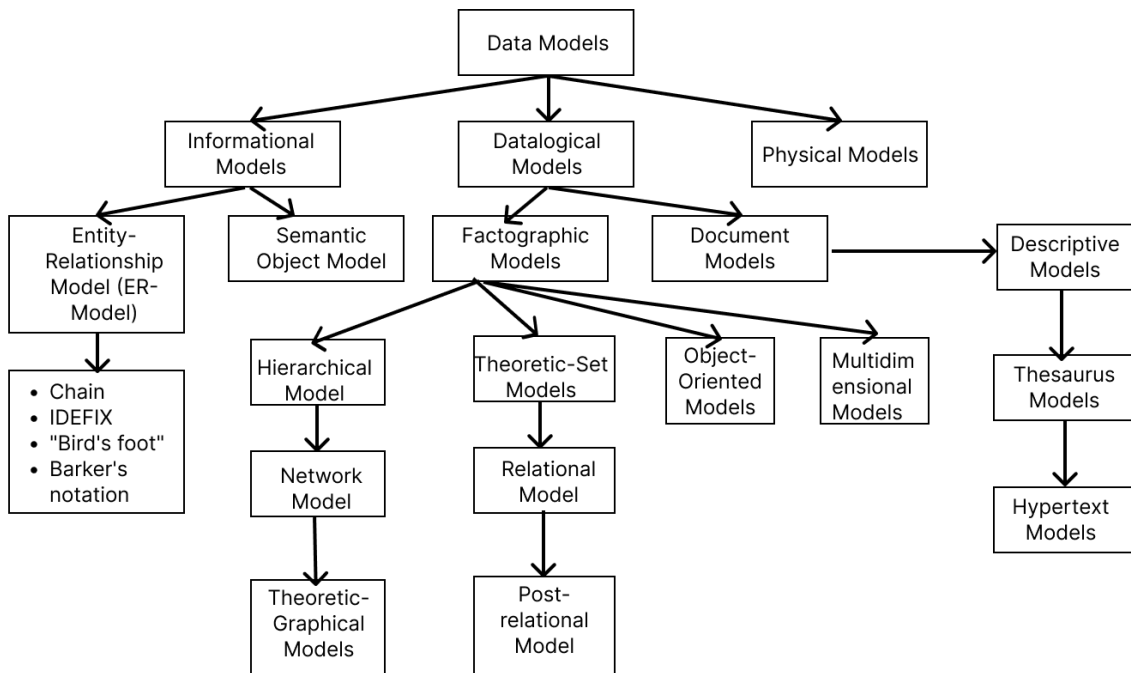 Data Models
Informational
Models
Datalogical
Models
Physical Models
Entity-
Relationship
Model (ER-
Model)
Semantic
Object Model
Factographic
Models
Document
Models
Descriptive
Models
Hierarchical
Model
Theoretic-Set
Models
Object-
Oriented
Models
Multidim
ensional
Models
Thesaurus
Models
• Chain
• IDEFIX
• "Bird's foot"
• Barker's
notation
Network
Model
Relational
Model
Hypertext
Models
Theoretic-
Graphical
Models
Post-
relational
Model